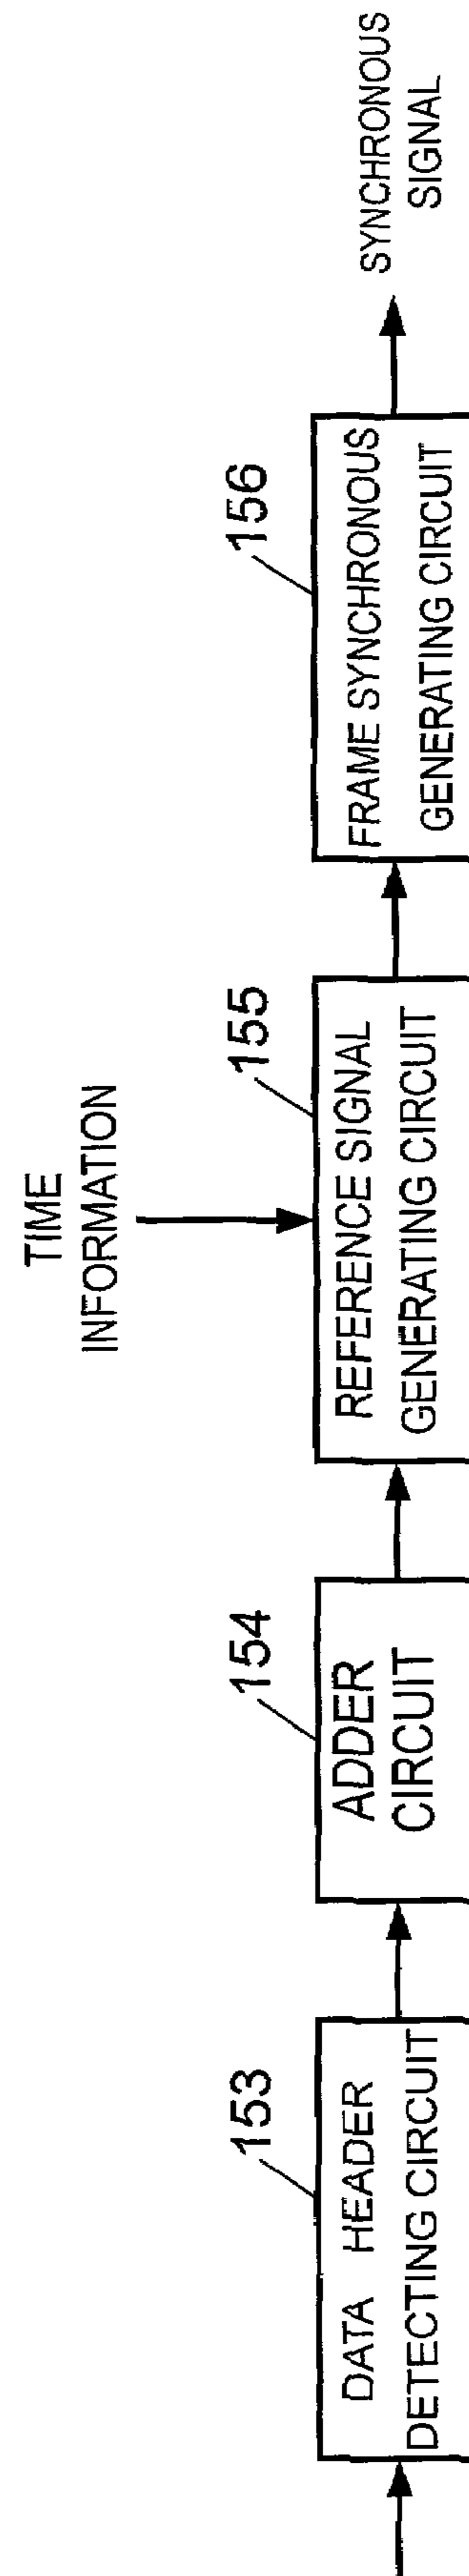 153
DATA HEADER
DETECTING CIRCUIT
154
ADDER
CIRCUIT
TIME
INFORMATION
155
REFERENCE SIGNAL
GENERATING CIRCUIT
156
FRAME SYNCHRONOUS
GENERATING CIRCUIT
SYNCHRONOUS
SIGNAL